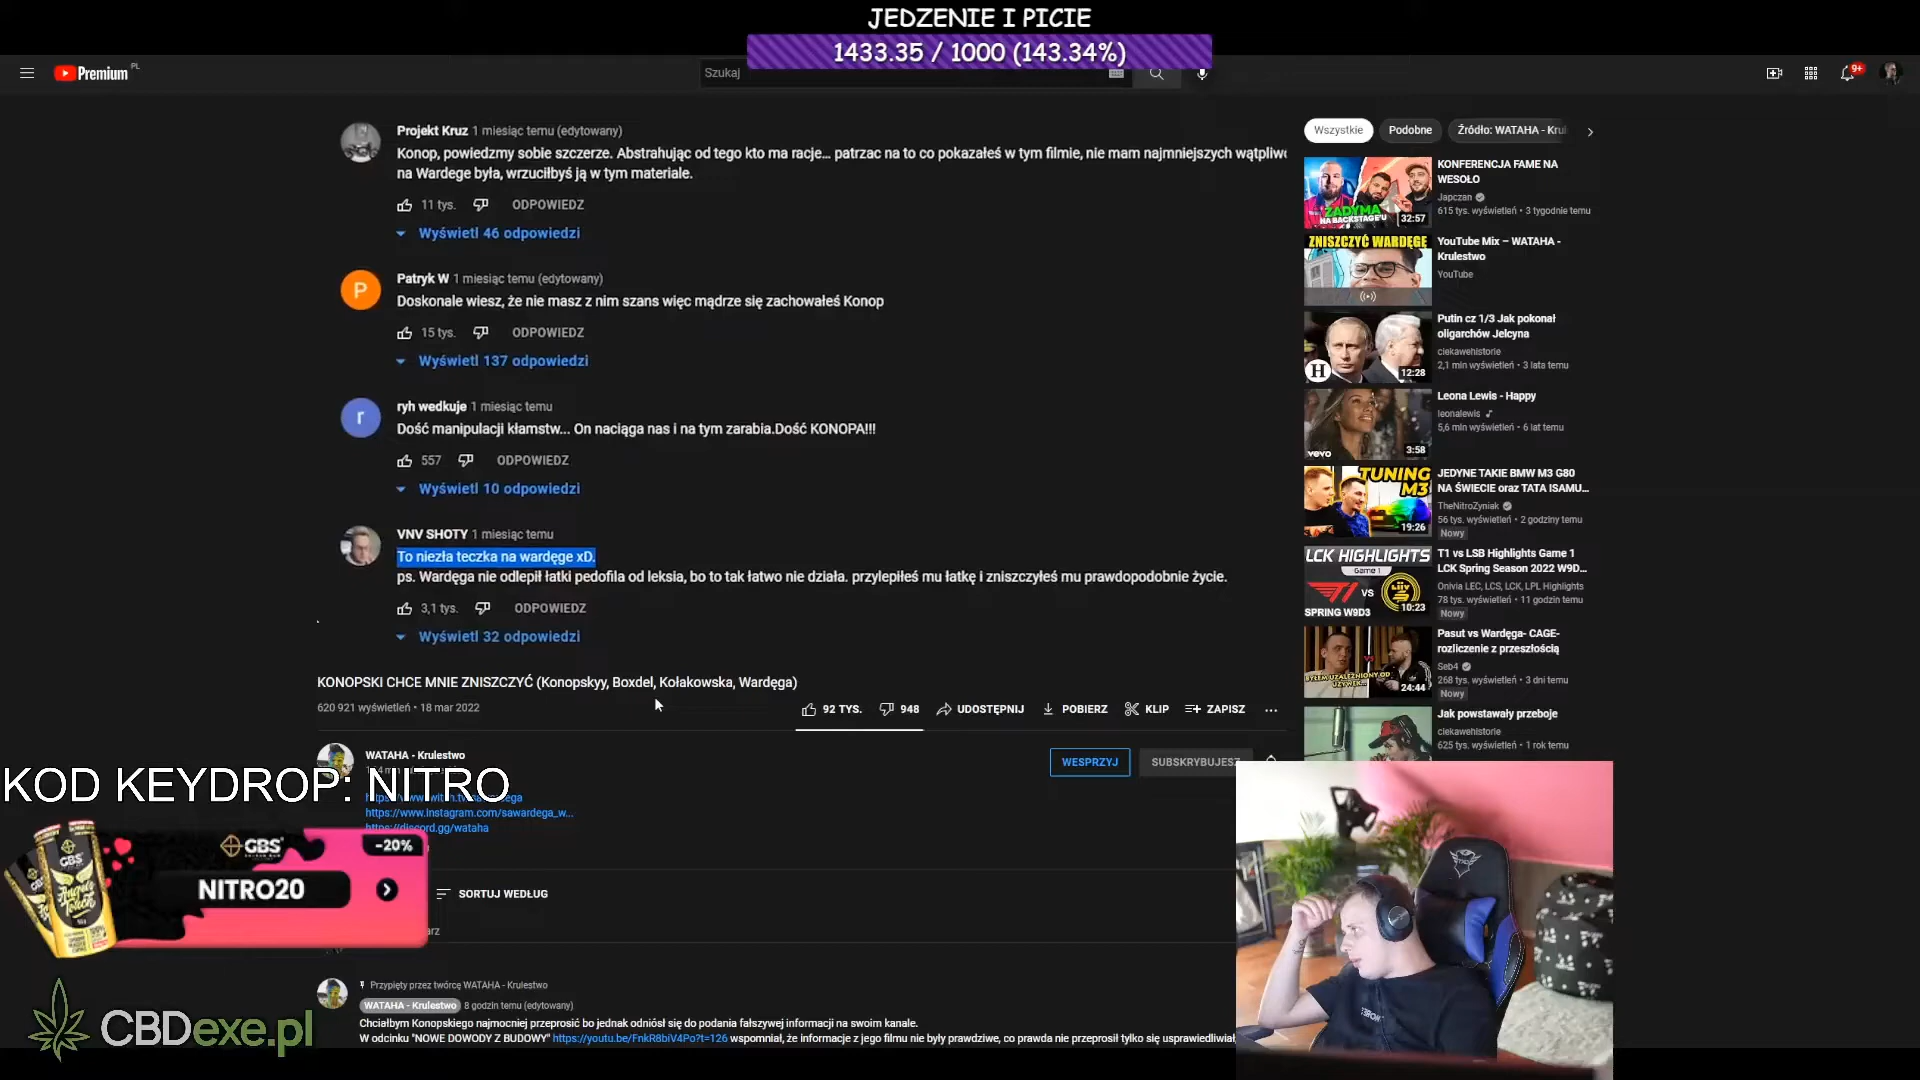 JEDZENIE I PICIE
1433.35 / 1000 (143.34%)
Premium PL
Szukaj
9+
Projekt Kruz 1 miesiąc temu (edytowany)
Konop, powiedzmy sobie szczerze. Abstrahując od tego kto ma racje... patrzac na to co pokazałeś w tym filmie, nie mam najmniejszych wątpliwo
na Wardege była, wrzuciłbyś ją w tym materiale.
11 tys. ODPOWIEDZ
Wyświetl 46 odpowiedzi
P
Patryk W 1 miesiąc temu (edytowany)
Doskonale wiesz, że nie masz z nim szans więc mądrze się zachowałeś Konop
15 tys. ODPOWIEDZ
Wyświetl 137 odpowiedzi
r
ryh wedkuje 1 miesiąc temu
Dość manipulacji kłamstw... On naciąga nas i na tym zarabia.Dość KONOPA!!!
557 ODPOWIEDZ
Wyświetl 10 odpowiedzi
VNV SHOTY 1 miesiąc temu
To niezła teczka na wardęge xD.
ps. Wardęga nie odlepił łatki pedofila od leksia, bo to tak łatwo nie działa. przylepiłeś mu łatkę i zniszczyłeś mu prawdopodobnie życie.
3,1 tys. ODPOWIEDZ
Wyświetl 32 odpowiedzi
KONOPSKI CHCE MNIE ZNISZCZYĆ (Konopskyy, Boxdel, Kołakowska, Wardęga)
620 921 wyświetleń • 18 mar 2022
92 TYS. 948 UDOSTĘPNIJ POBIERZ KLIP ZAPISZ ...
WATAHA - Krulestwo
WESPRZYJ SUBSKRYBUJESZ
https://www.instagram.com/sawardega_w...
https://discord.gg/wataha
KOD KEYDROP: NITRO
GBS
-20%
NITRO20
GBS
Angel's Touch
CBDexe.pl
SORTUJ WEDŁUG
Przypięty przez twórcę WATAHA - Krulestwo
WATAHA - Krulestwo 8 godzin temu (edytowany)
Chciałbym Konopskiego najmocniej przeprosić bo jednak odniósł się do podania fałszywej informacji na swoim kanale.
W odcinku "NOWE DOWODY Z BUDOWY" https://youtu.be/FnkR8biV4Po?t=126 wspomniał, że informacje z jego filmu nie były prawdziwe, co prawda nie przeprosił tylko się usprawiedliwiał,
Wszystkie Podobne Źródło: WATAHA - Krul
ZADYMA
NA BACKSTAGE'U
32:57
KONFERENCJA FAME NA
WESOŁO
Japczan
615 tys. wyświetleń • 3 tygodnie temu
ZNISZCZYĆ WARDĘGĘ
YouTube Mix – WATAHA -
Krulestwo
YouTube
H
12:28
Putin cz 1/3 Jak pokonał
oligarchów Jelcyna
ciekawehistorie
2,1 mln wyświetleń • 3 lata temu
vevo
3:58
Leona Lewis - Happy
leonalewis
5,6 mln wyświetleń • 6 lat temu
TUNING
M3
19:26
JEDYNE TAKIE BMW M3 G80
NA ŚWIECIE oraz TATA ISAMU...
TheNitroZyniak
56 tys. wyświetleń • 2 godziny temu
Nowy
LCK HIGHLIGHTS
Game 1
VS
SPRING W9D3
10:23
T1 vs LSB Highlights Game 1
LCK Spring Season 2022 W9D...
Onivia LEC, LCS, LCK, LPL Highlights
78 tys. wyświetleń • 11 godzin temu
Nowy
BYŁEM UZALEŻNIONY OD
UŻYWEK...
24:44
Pasut vs Wardęga- CAGE-
rozliczenie z przeszłością
Seb4
268 tys. wyświetleń • 3 dni temu
Nowy
Jak powstawały przeboje
ciekawehistorie
625 tys. wyświetleń • 1 rok temu